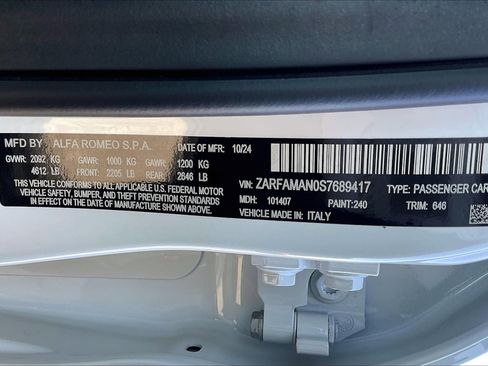 MFD BY ALFA ROMEO S.P.A. DATE OF MFR: 10/24
GVWR: 2092 KG GAWR: 1000 KG GAWR: 1200 KG
4612 LB FRONT: 2205 LB REAR: 2646 LB
THIS VEHICLE CONFORMS TO ALL APPLICABLE U.S.A. FEDERAL MOTOR
VEHICLE SAFETY, BUMPER, AND THEFT PREVENTION STANDARDS IN
EFFECT ON THE DATE OF MANUFACTURE SHOWN ABOVE.
VIN: ZARFAMAN0S7689417 TYPE: PASSENGER CAR
MDH: 101407 PAINT:240 TRIM: 646
VEHICLE MADE IN: ITALY